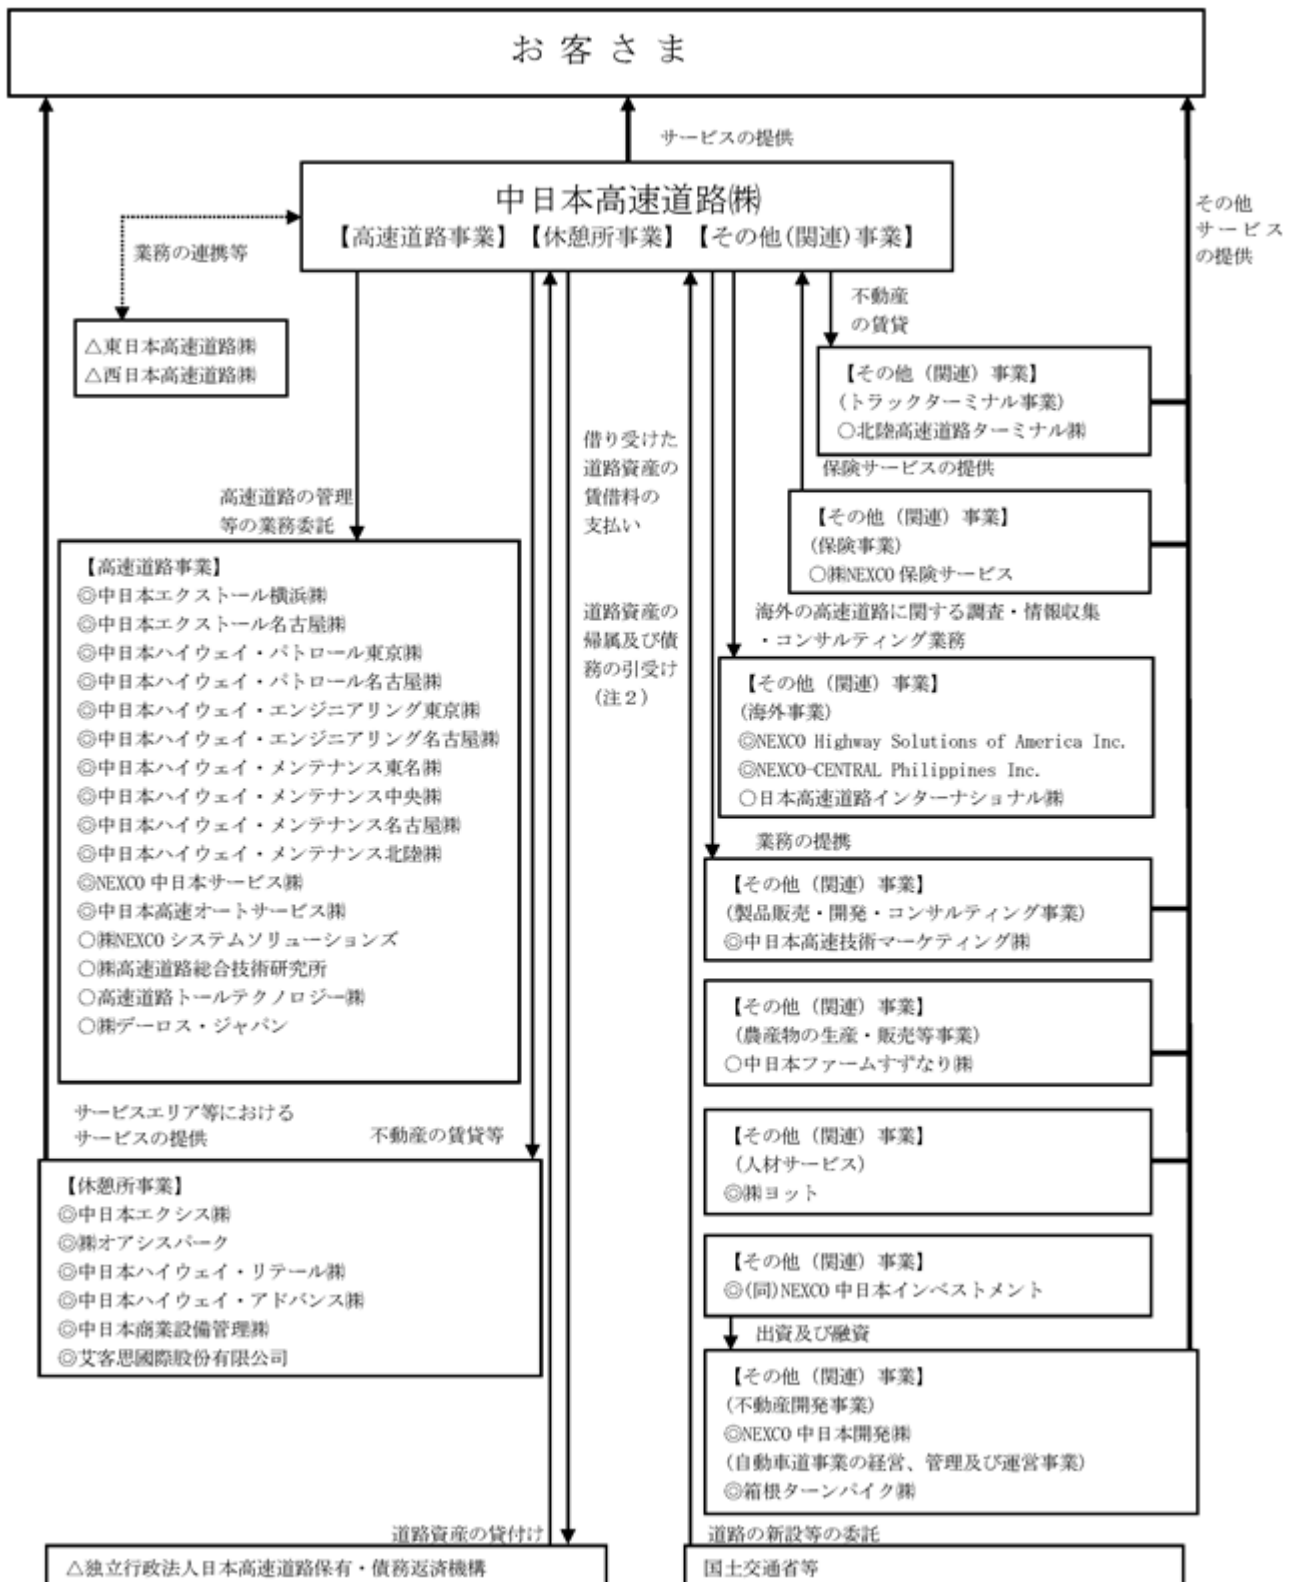 お客さま
サービスの提供
中日本高速道路㈱
【高速道路事業】【休憩所事業】【その他(関連)事業】
その他
サービス
の提供
業務の連携等
△東日本高速道路㈱
△西日本高速道路㈱
不動産
の賃貸
【その他（関連）事業】
(トラックターミナル事業)
○北陸高速道路ターミナル㈱
保険サービスの提供
【その他（関連）事業】
(保険事業)
○㈱NEXCO 保険サービス
借り受けた
道路資産の
賃借料の
支払い
道路資産の
帰属及び債
務の引受け
（注２）
高速道路の管理
等の業務委託
【高速道路事業】
◎中日本エクストール横浜㈱
◎中日本エクストール名古屋㈱
◎中日本ハイウェイ・パトロール東京㈱
◎中日本ハイウェイ・パトロール名古屋㈱
◎中日本ハイウェイ・エンジニアリング東京㈱
◎中日本ハイウェイ・エンジニアリング名古屋㈱
◎中日本ハイウェイ・メンテナンス東名㈱
◎中日本ハイウェイ・メンテナンス中央㈱
◎中日本ハイウェイ・メンテナンス名古屋㈱
◎中日本ハイウェイ・メンテナンス北陸㈱
◎NEXCO 中日本サービス㈱
◎中日本高速オートサービス㈱
○㈱NEXCO システムソリューションズ
○㈱高速道路総合技術研究所
○高速道路トールテクノロジー㈱
○㈱デーロス・ジャパン
海外の高速道路に関する調査・情報収集
・コンサルティング業務
【その他（関連）事業】
(海外事業)
◎NEXCO Highway Solutions of America Inc.
◎NEXCO-CENTRAL Philippines Inc.
○日本高速道路インターナショナル㈱
業務の提携
【その他（関連）事業】
(製品販売・開発・コンサルティング事業)
◎中日本高速技術マーケティング㈱
【その他（関連）事業】
(農産物の生産・販売等事業)
○中日本ファームすずなり㈱
サービスエリア等における
サービスの提供
不動産の賃貸等
【休憩所事業】
◎中日本エクシス㈱
◎㈱オアシスパーク
◎中日本ハイウェイ・リテール㈱
◎中日本ハイウェイ・アドバンス㈱
◎中日本商業設備管理㈱
◎艾客思國際股份有限公司
【その他（関連）事業】
(人材サービス)
◎㈱ヨット
【その他（関連）事業】
◎(同)NEXCO 中日本インベストメント
出資及び融資
【その他（関連）事業】
(不動産開発事業)
◎NEXCO 中日本開発㈱
(自動車道事業の経営、管理及び運営事業)
◎箱根ターンパイク㈱
道路資産の貸付け
道路の新設等の委託
△独立行政法人日本高速道路保有・債務返済機構
国土交通省等